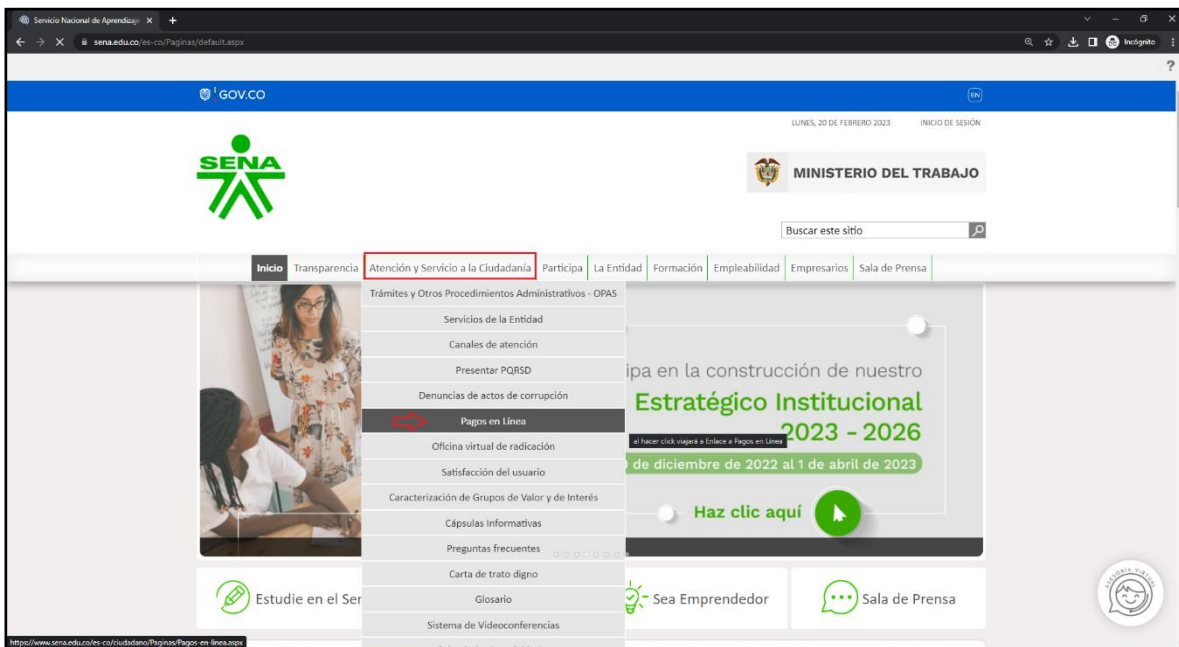 Servicio Nacional de Aprendizaje
sena.edu.co/es-co/Paginas/default.aspx
Incógnito
?
GOV.CO
EN
LUNES, 20 DE FEBRERO 2023 INICIO DE SESIÓN
SENA
MINISTERIO DEL TRABAJO
Buscar este sitio
Inicio Transparencia Atención y Servicio a la Ciudadanía Participa La Entidad Formación Empleabilidad Empresarios Sala de Prensa
Trámites y Otros Procedimientos Administrativos - OPAS
Servicios de la Entidad
Canales de atención
Presentar PQRSD
Denuncias de actos de corrupción
Pagos en Línea
Oficina virtual de radicación
Satisfacción del usuario
Caracterización de Grupos de Valor y de Interés
Cápsulas Informativas
Preguntas frecuentes
Carta de trato digno
Glosario
Sistema de Videoconferencias
ipa en la construcción de nuestro
Estratégico Institucional
2023 - 2026
al hacer click viajará a Enlace a Pagos en Línea
de diciembre de 2022 al 1 de abril de 2023
Haz clic aquí
Estudie en el Ser
Sea Emprendedor
Sala de Prensa
ASESORÍA VIRTUAL
https://www.sena.edu.co/es-co/ciudadano/Paginas/Pagos-en-linea.aspx